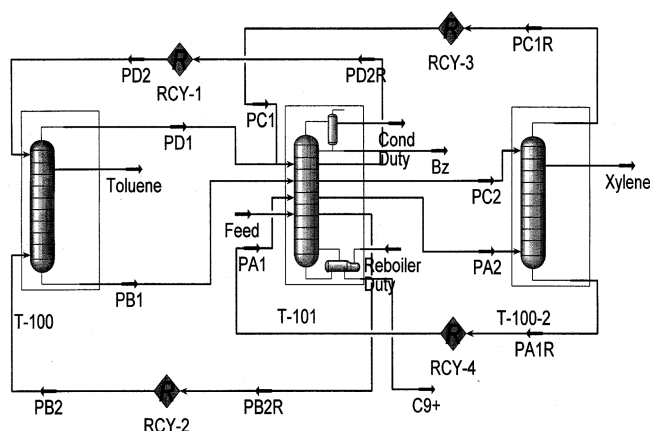 PC1R
RCY-3
PD2
PD2R
RCY-1
PC1
PD1
Cond
Duty
Bz
Toluene
PC2
Xylene
Feed
PA1
Reboiler
Duty
PA2
PB1
T-100
T-101
T-100-2
PA1R
RCY-4
PB2
PB2R
C9+
RCY-2
R
R
R
R